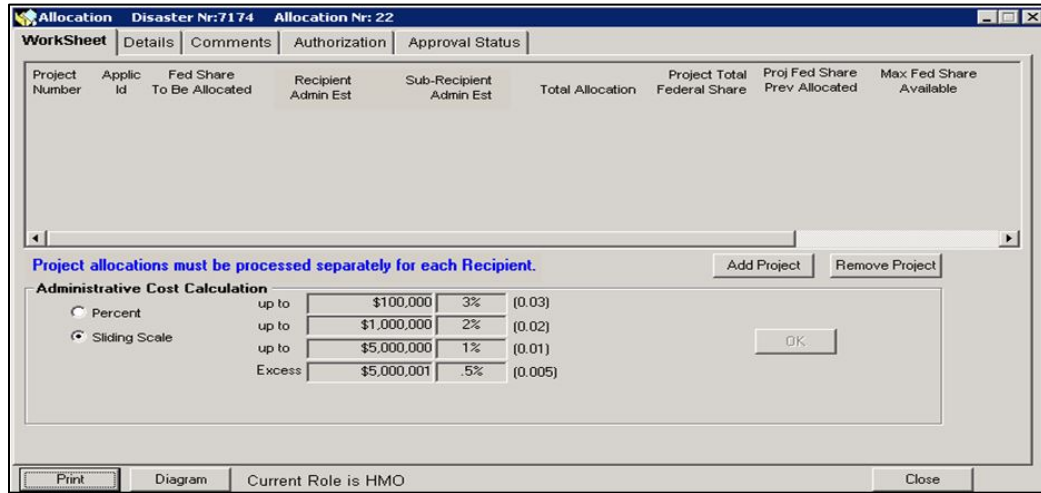 Allocation Disaster Nr:7174 Allocation Nr: 22
WorkSheet Details Comments Authorization Approval Status
Project Number Applic Id Fed Share To Be Allocated Recipient Admin Est Sub-Recipient Admin Est Total Allocation Project Total Federal Share Proj Fed Share Prev Allocated Max Fed Share Available
Project allocations must be processed separately for each Recipient. Add Project Remove Project
Administrative Cost Calculation
Percent
Sliding Scale
up to $100,000 3% (0.03)
up to $1,000,000 2% (0.02)
up to $5,000,000 1% (0.01)
Excess $5,000,001 .5% (0.005)
OK
Print Diagram Current Role is HMO Close